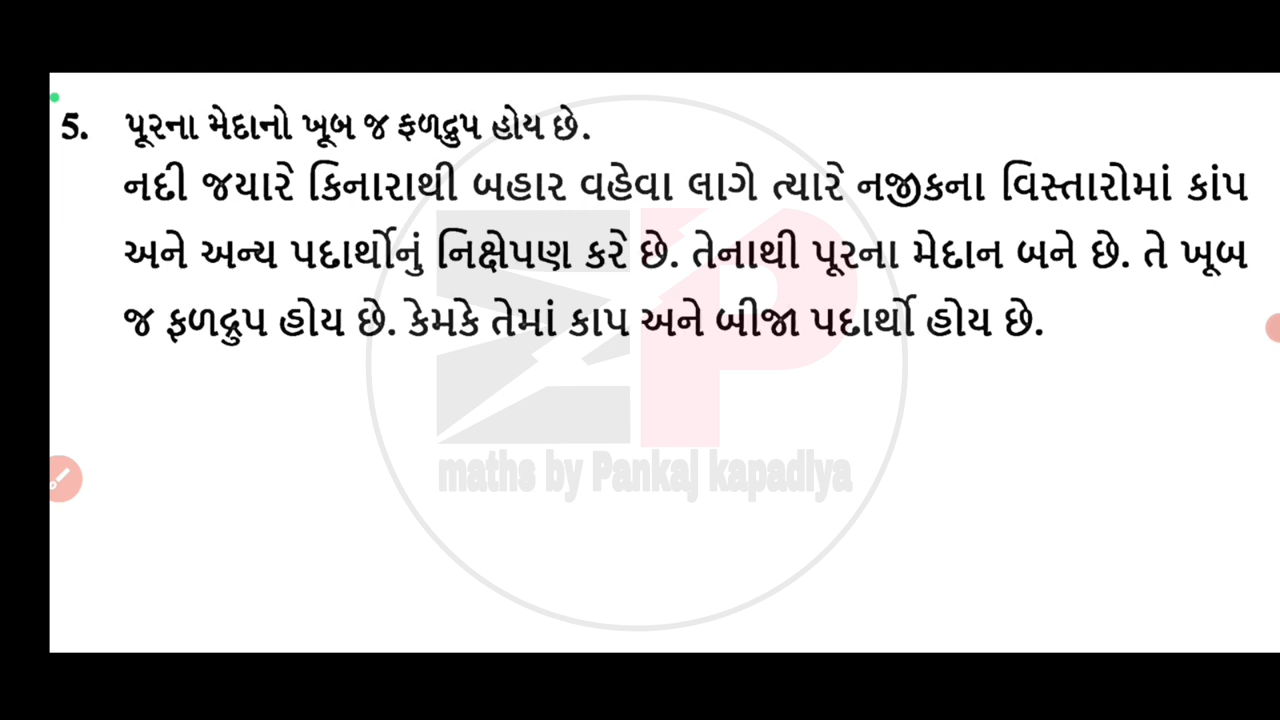 5. પૂરના મેદાનો ખૂબ જ ફળદ્રુપ હોય છે.
નદી જયારે કિનારાથી બહાર વહેવા લાગે ત્યારે નજીકના વિસ્તારોમાં કાંપ
અને અન્ય પદાર્થોનું નિક્ષેપણ કરે છે. તેનાથી પૂરના મેદાન બને છે. તે ખૂબ
જ ફળદ્રુપ હોય છે. કેમકે તેમાં કાપ અને બીજા પદાર્થો હોય છે.
maths by Pankaj kapadiya